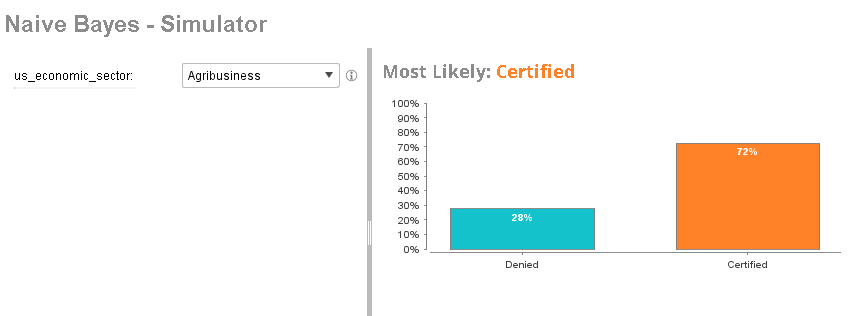 Naive Bayes - Simulator
us_economic_sector:
Agribusiness
Most Likely: Certified
100%
90%
80%
70%
60%
50%
40%
30%
20%
10%
0%
28%
72%
Denied
Certified